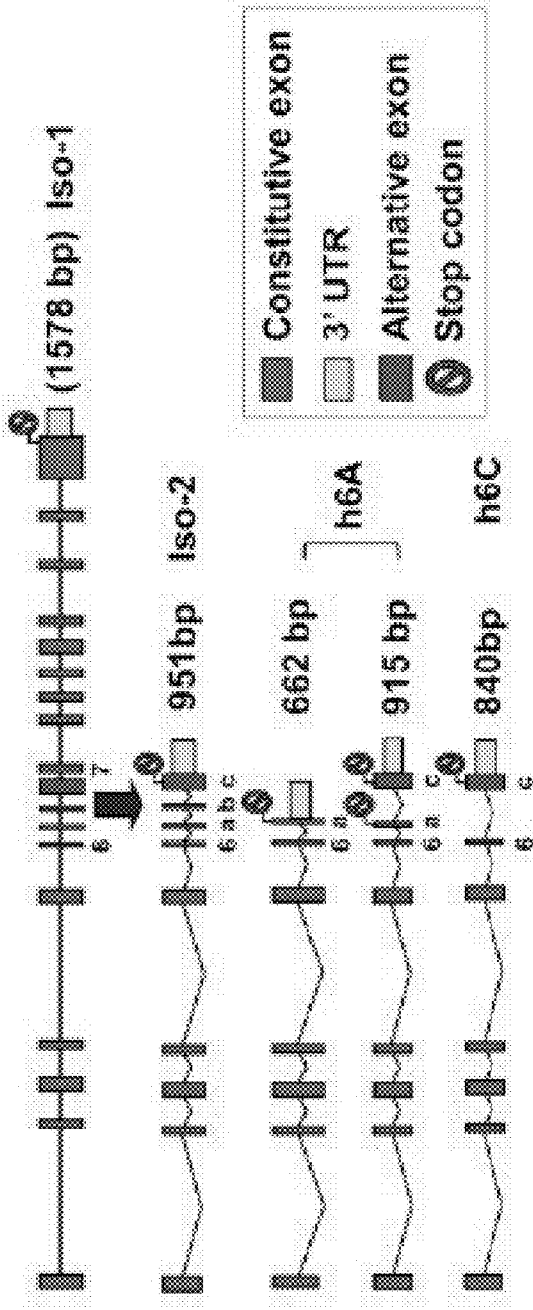 (1578 bp) Iso-1
6 7
951bp Iso-2
6 a b c
662 bp
6 a
h6A
915 bp
6 a c
840bp h6C
6 c
Constitutive exon
3' UTR
Alternative exon
Stop codon